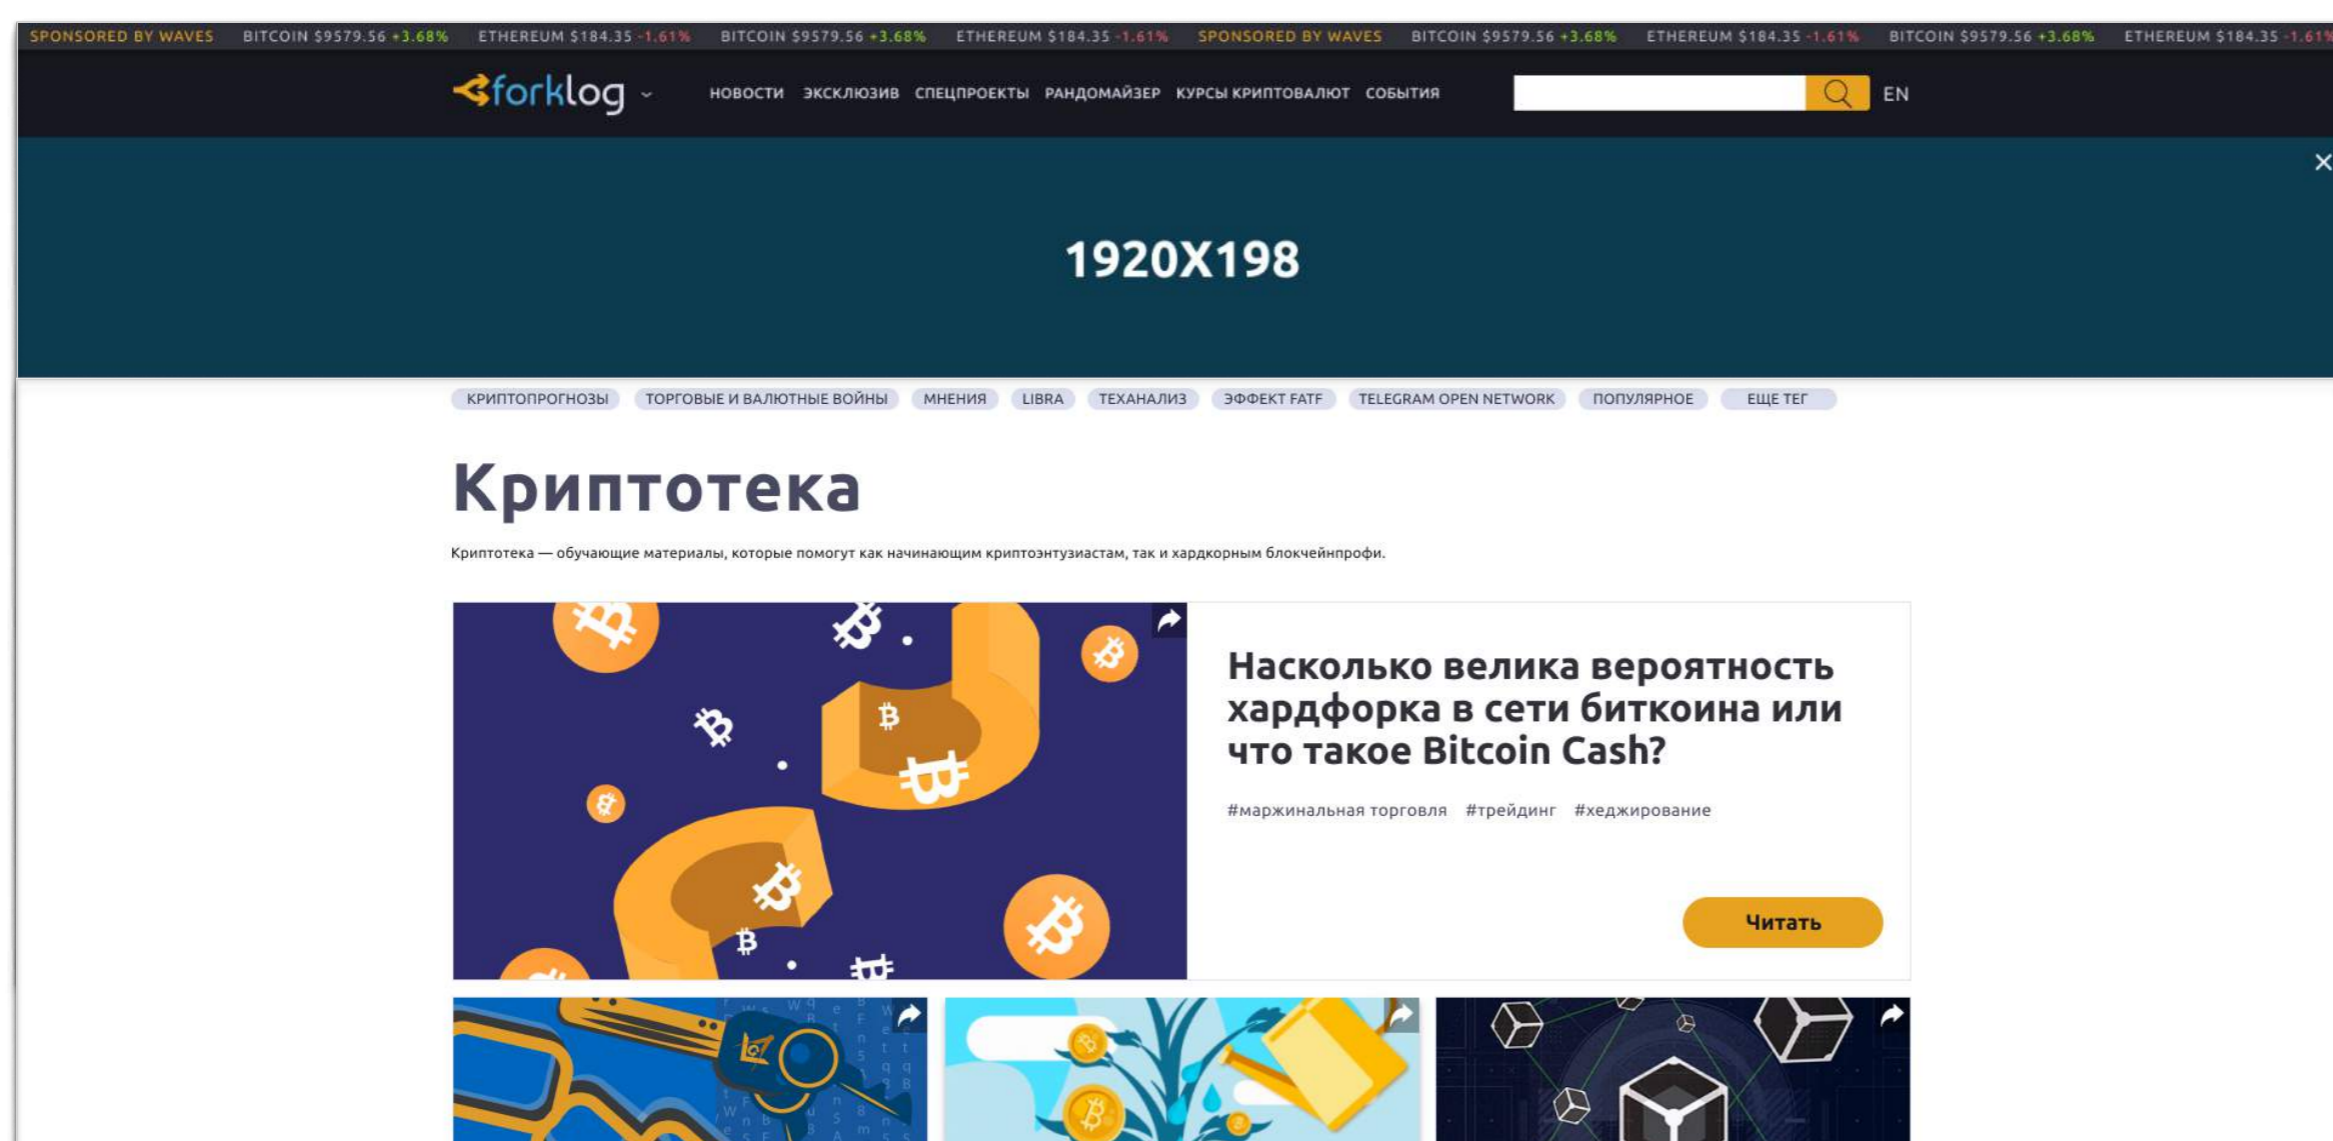 SPONSORED BY WAVES BITCOIN $9579.56 +3.68% ETHEREUM $184.35 -1.61% BITCOIN $9579.56 +3.68% ETHEREUM $184.35 -1.61% SPONSORED BY WAVES BITCOIN $9579.56 +3.68% ETHEREUM $184.35 -1.61% BITCOIN $9579.56 +3.68% ETHEREUM $184.35 -1.61%
forklog НОВОСТИ ЭКСКЛЮЗИВ СПЕЦПРОЕКТЫ РАНДОМАЙЗЕР КУРСЫ КРИПТОВАЛЮТ СОБЫТИЯ EN
1920X198
КРИПТОПРОГНОЗЫ ТОРГОВЫЕ И ВАЛЮТНЫЕ ВОЙНЫ МНЕНИЯ LIBRA ТЕХАНАЛИЗ ЭФФЕКТ FATF TELEGRAM OPEN NETWORK ПОПУЛЯРНОЕ ЕЩЕ ТЕГ
Криптотека
Криптотека — обучающие материалы, которые помогут как начинающим криптоэнтузиастам, так и хардкорным блокчейнпрофи.
Насколько велика вероятность
хардфорка в сети биткоина или
что такое Bitcoin Cash?
#маржинальная торговля #трейдинг #хеджирование
Читать